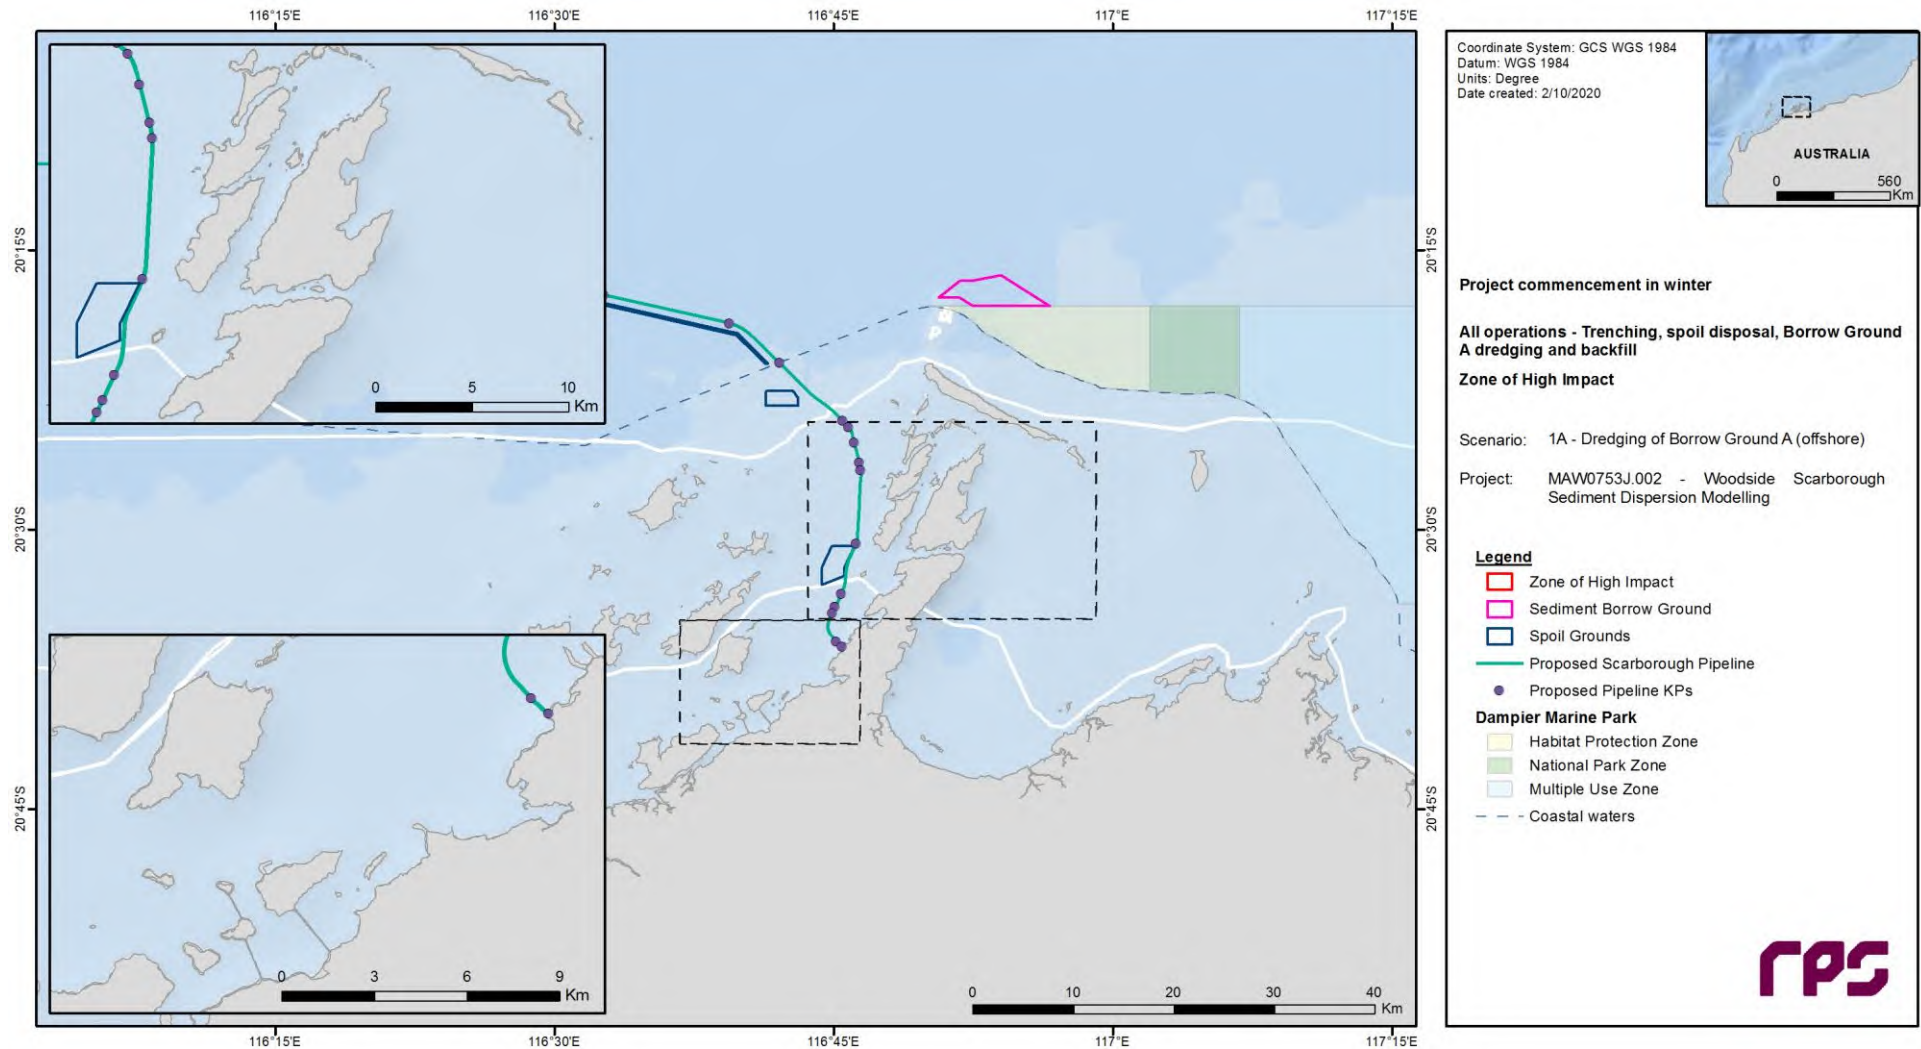 116°15'E
116°30'E
116°45'E
117°E
117°15'E
20°15'S
20°30'S
20°45'S
0 5 10
Km
0 3 6 9
Km
0 10 20 30 40
Km
20°15'S
20°30'S
20°45'S
116°15'E
116°30'E
116°45'E
117°E
117°15'E
Coordinate System: GCS WGS 1984
Datum: WGS 1984
Units: Degree
Date created: 2/10/2020
AUSTRALIA
0 560
Km
Project commencement in winter
All operations - Trenching, spoil disposal, Borrow Ground
A dredging and backfill
Zone of High Impact
Scenario: 1A - Dredging of Borrow Ground A (offshore)
Project: MAW0753J.002 - Woodside Scarborough
Sediment Dispersion Modelling
Legend
Zone of High Impact
Sediment Borrow Ground
Spoil Grounds
Proposed Scarborough Pipeline
Proposed Pipeline KPs
Dampier Marine Park
Habitat Protection Zone
National Park Zone
Multiple Use Zone
Coastal waters
rps